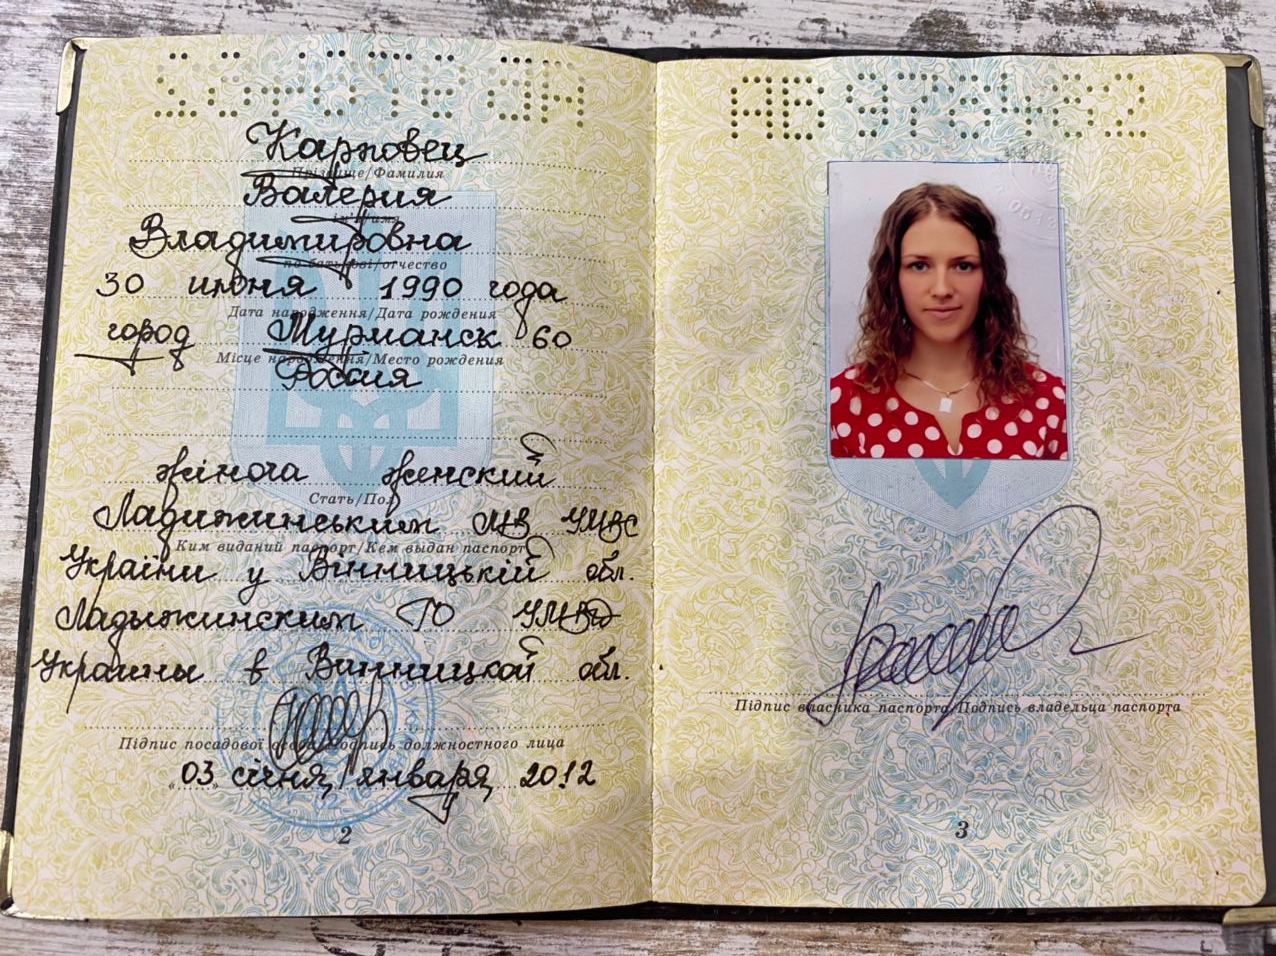 Карповец
Прізвище/Фамилия
Валерия
ім'я/имя
Владимировна
по батькові/отчество
30 июня 1990 года
Дата народження/Дата рождения
город Мурманск 60
Місце народження/Место рождения
Россия
жіноча женский
Стать/Пол
Ладижинським МВ УМВС
Ким виданий паспорт/Кем выдан паспорт
України у Вінницькій обл.
Ладыжинским ГО УМВД
Украины в Винницкой обл.
Підпис посадової особи/Подпись должностного лица
"03" січня/января 2012
2
Підпис власника паспорта/Подпись владельца паспорта
3